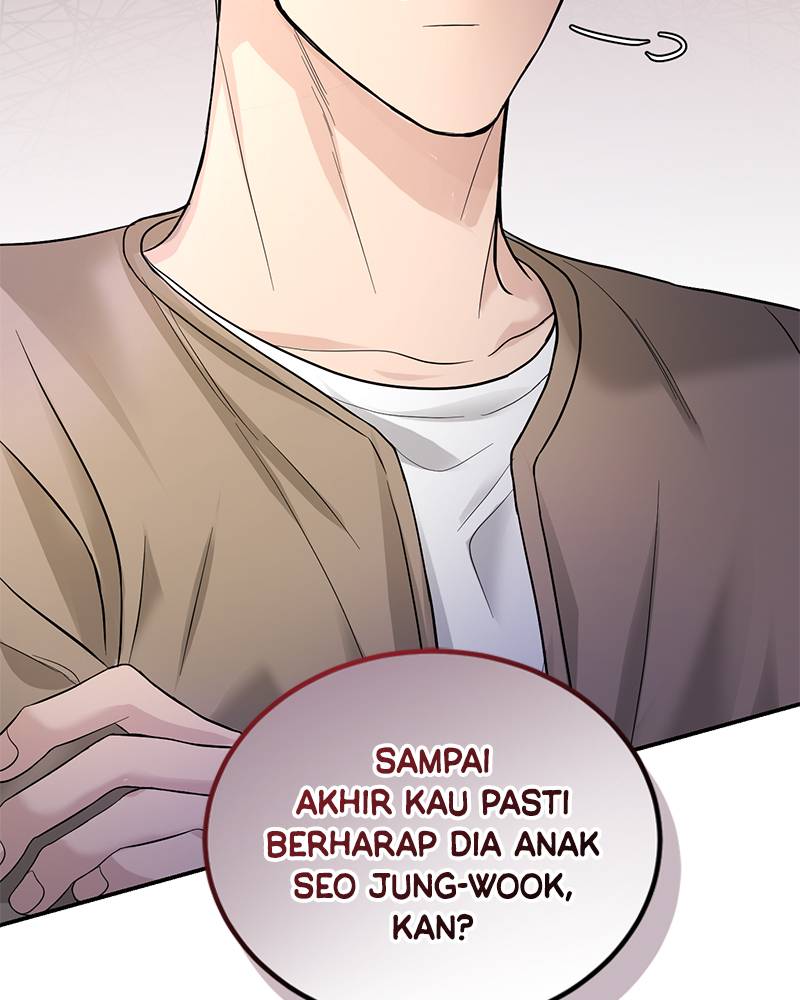 SAMPAI
AKHIR KAU PASTI
BERHARAP DIA ANAK
SEO JUNG-WOOK,
KAN?